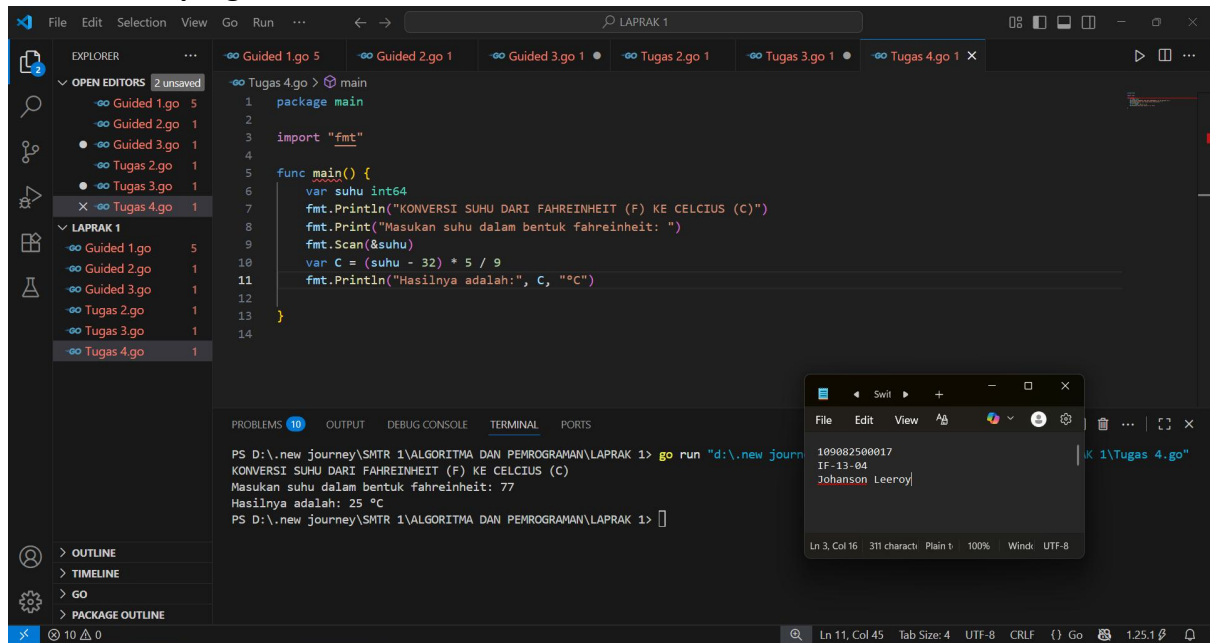 File Edit Selection View Go Run ... LAPRAK 1
EXPLORER
OPEN EDITORS 2 unsaved
Guided 1.go 5
Guided 2.go 1
Guided 3.go 1
Tugas 2.go 1
Tugas 3.go 1
Tugas 4.go 1
LAPRAK 1
Guided 1.go 5
Guided 2.go 1
Guided 3.go 1
Tugas 2.go 1
Tugas 3.go 1
Tugas 4.go 1
OUTLINE
TIMELINE
GO
PACKAGE OUTLINE
2
Guided 1.go 5 Guided 2.go 1 Guided 3.go 1 Tugas 2.go 1 Tugas 3.go 1 Tugas 4.go 1
Tugas 4.go > main
1 package main
2
3 import "fmt"
4
5 func main() {
6 var suhu int64
7 fmt.Println("KONVERSI SUHU DARI FAHREINHEIT (F) KE CELCIUS (C)")
8 fmt.Print("Masukan suhu dalam bentuk fahreinheit: ")
9 fmt.Scan(&suhu)
10 var C = (suhu - 32) * 5 / 9
11 fmt.Println("Hasilnya adalah:", C, "°C")
12
13 }
14
PROBLEMS 10 OUTPUT DEBUG CONSOLE TERMINAL PORTS
PS D:\.new journey\SMTR 1\ALGORITMA DAN PEMROGRAMAN\LAPRAK 1> go run "d:\.new journ K 1\Tugas 4.go"
KONVERSI SUHU DARI FAHREINHEIT (F) KE CELCIUS (C)
Masukan suhu dalam bentuk fahreinheit: 77
Hasilnya adalah: 25 °C
PS D:\.new journey\SMTR 1\ALGORITMA DAN PEMROGRAMAN\LAPRAK 1>
Swit
File Edit View
109082500017
IF-13-04
Johanson Leeroy
Ln 3, Col 16 311 characte Plain t 100% Wind UTF-8
10 0
Ln 11, Col 45 Tab Size: 4 UTF-8 CRLF {} Go 1.25.1